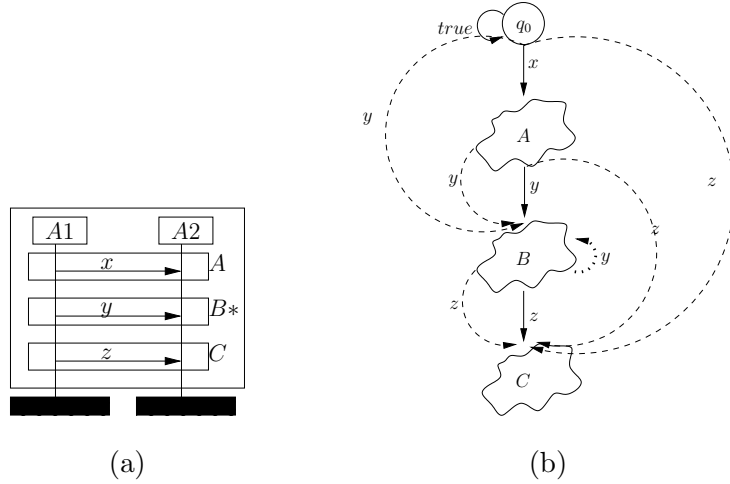 A1 A2
x A
y B*
z C
(a)
true q0
x
y A z
y y
z
B y
z z
C
(b)